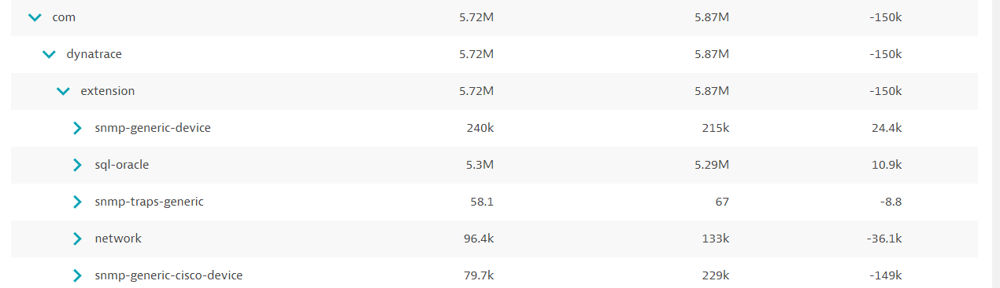 com 5.72M 5.87M -150k
dynatrace 5.72M 5.87M -150k
extension 5.72M 5.87M -150k
snmp-generic-device 240k 215k 24.4k
sql-oracle 5.3M 5.29M 10.9k
snmp-traps-generic 58.1 67 -8.8
network 96.4k 133k -36.1k
snmp-generic-cisco-device 79.7k 229k -149k